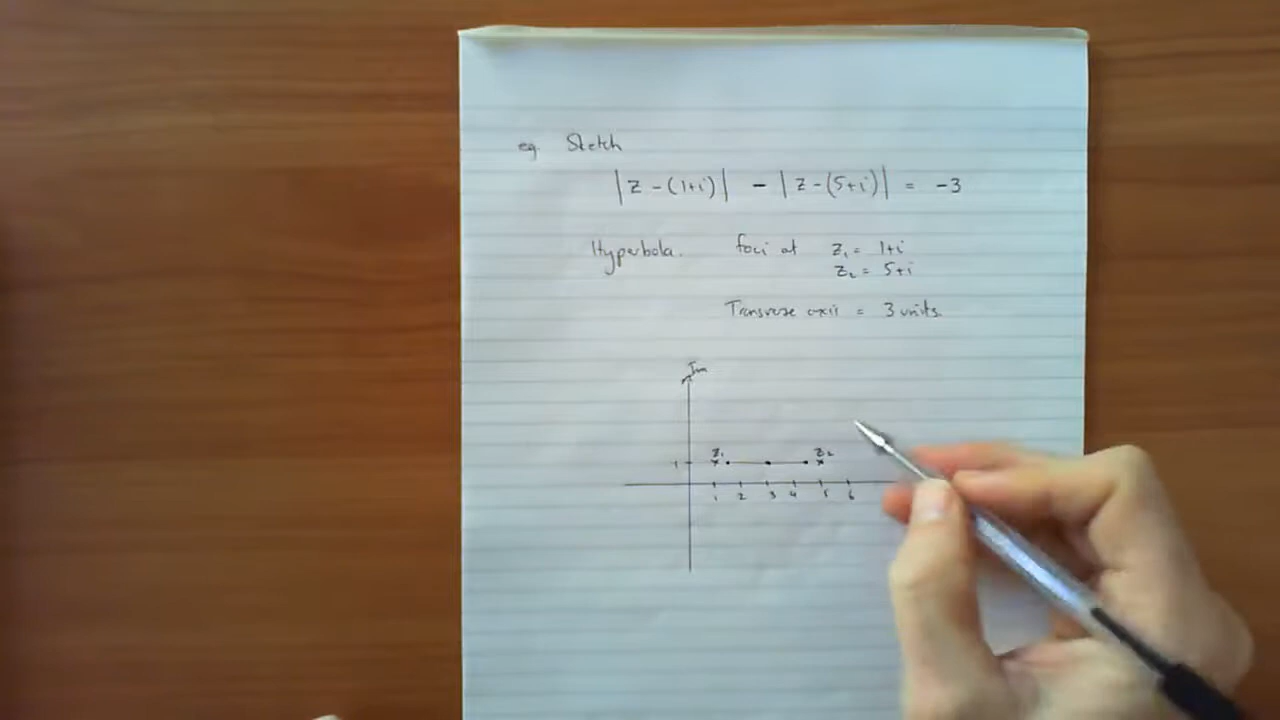 eg. Sketch
|z-(1+i)| - |z-(5+i)| = -3
Hyperbola. foci at z₁ = 1+i
z₂ = 5+i
Transverse axis = 3 units.
Im
z₁ z₂
1
1 2 3 4 5 6